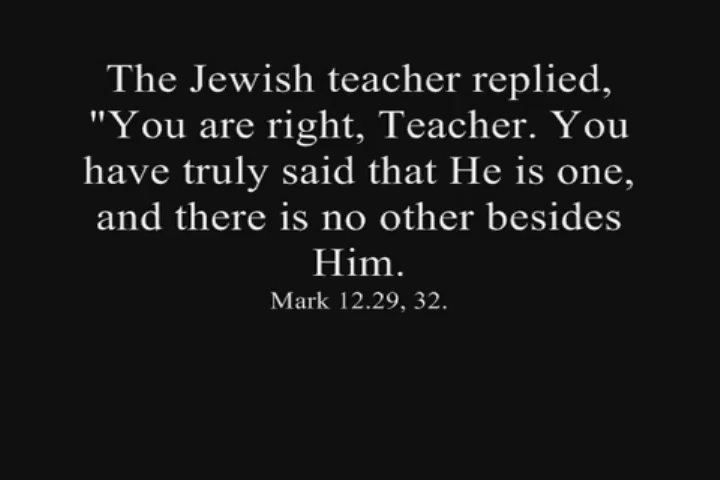 The Jewish teacher replied,
"You are right, Teacher. You
have truly said that He is one,
and there is no other besides
Him.
Mark 12.29, 32.